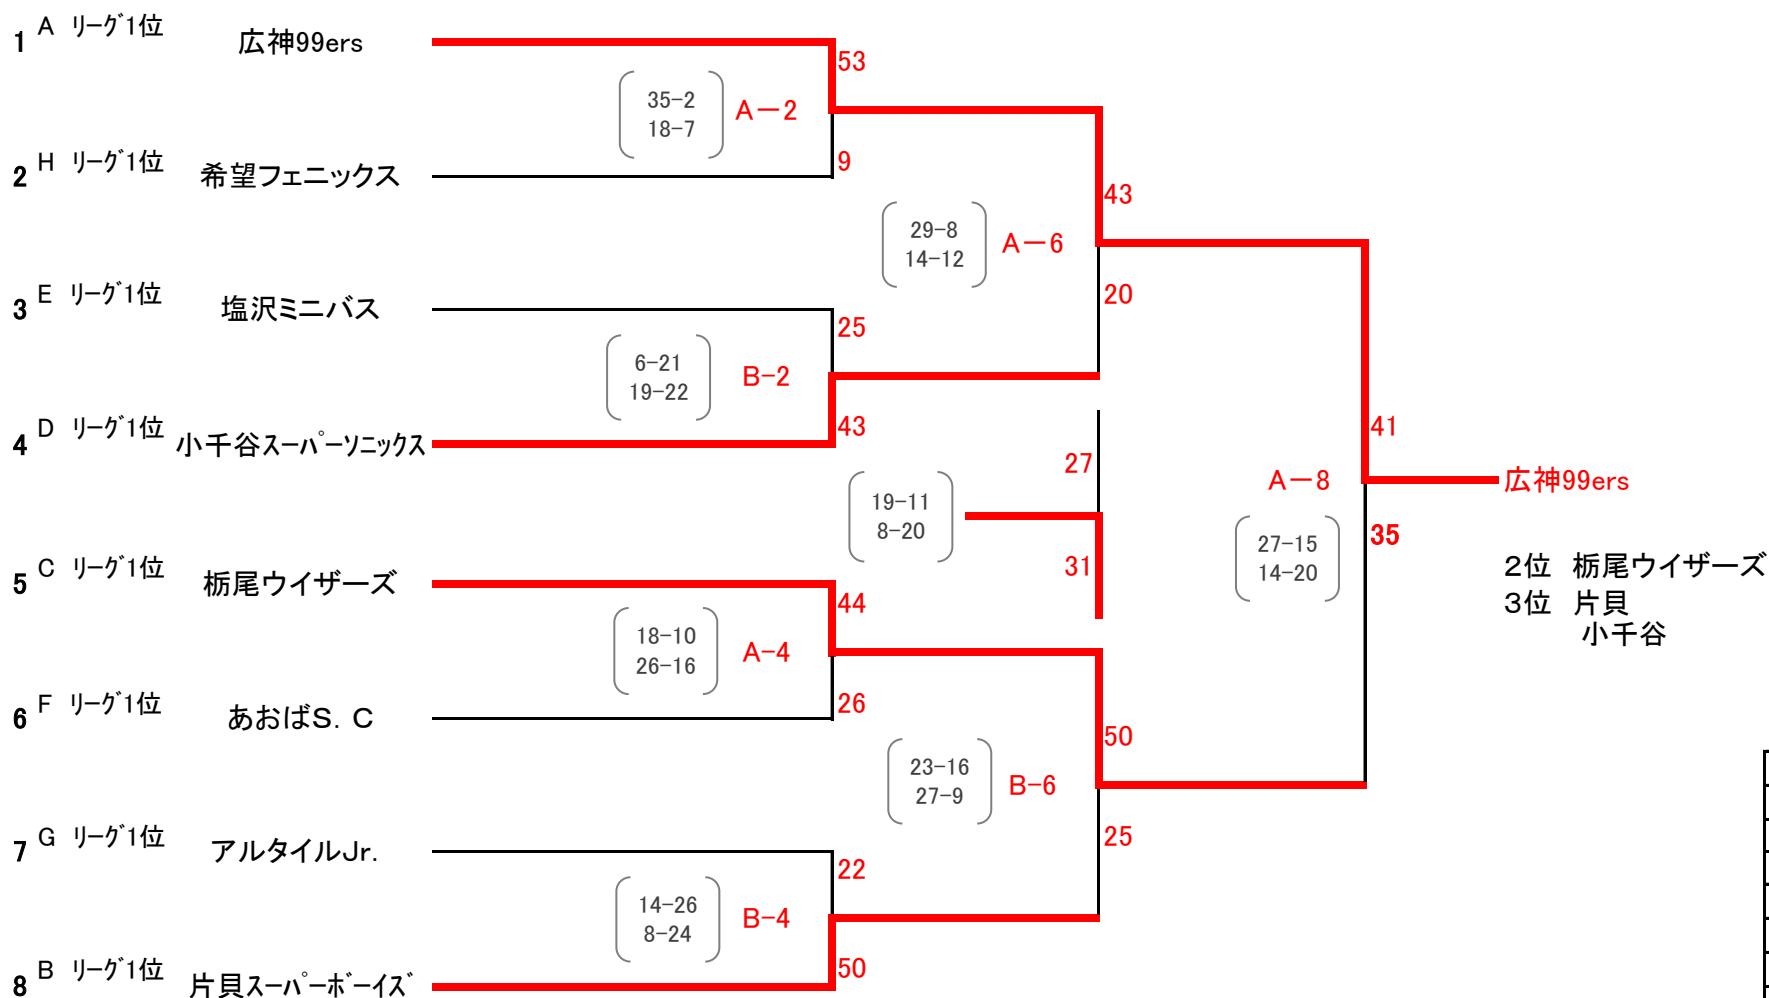 1 A ﾘｰｸﾞ1位 広神99ers
53
35-2
18-7
A－2
2 H ﾘｰｸﾞ1位 希望フェニックス
9
43
29-8
14-12
A－6
3 E ﾘｰｸﾞ1位 塩沢ミニバス
25
20
6-21
19-22
B-2
4 D ﾘｰｸﾞ1位 小千谷ｽｰﾊﾟｰｿﾆｯｸｽ
43
27
19-11
8-20
31
41
A－8
27-15
14-20
35
広神99ers
2位 栃尾ウイザーズ
3位 片貝
小千谷
5 C ﾘｰｸﾞ1位 栃尾ウイザーズ
44
18-10
26-16
A-4
6 F ﾘｰｸﾞ1位 あおばS．C
26
50
23-16
27-9
B-6
7 G ﾘｰｸﾞ1位 アルタイルJr.
22
25
14-26
8-24
B-4
8 B ﾘｰｸﾞ1位 片貝ｽｰﾊﾟｰﾎﾞｰｲｽﾞ
50